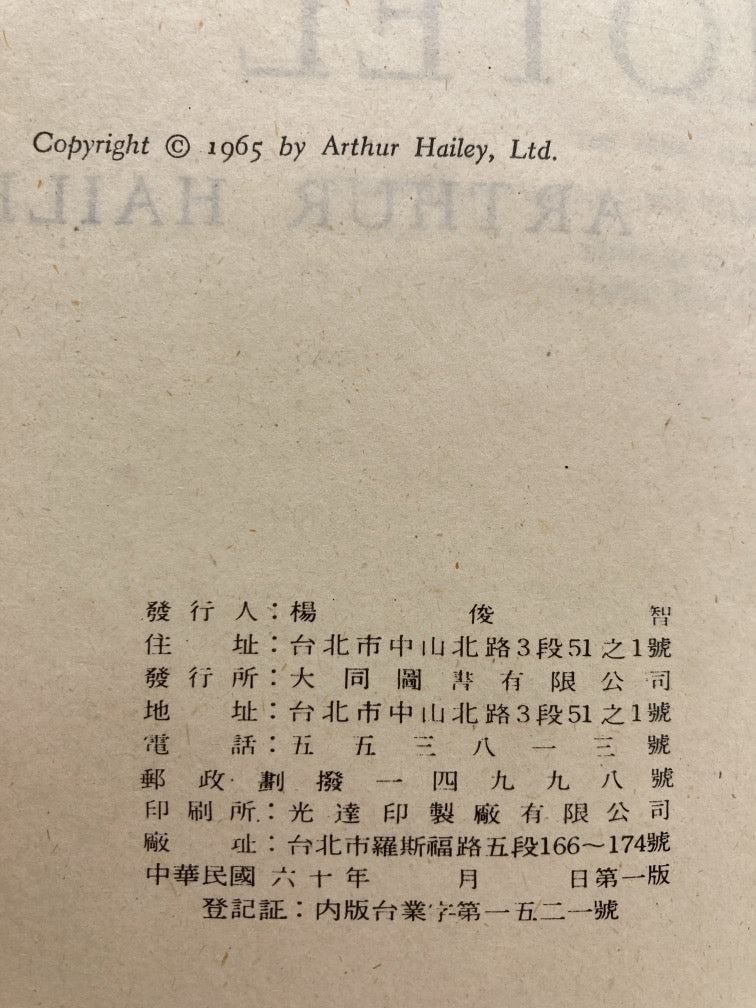 Copyright © 1965 by Arthur Hailey, Ltd.
發行人：楊俊智
住址：台北市中山北路3段51之1號
發行所：大同圖書有限公司
地址：台北市中山北路3段51之1號
電話：五五三八一三號
郵政劃撥一四九九八號
印刷所：光達印製廠有限公司
廠址：台北市羅斯福路五段166～174號
中華民國六十年　月　日第一版
登記証：內版台業字第一五二一號